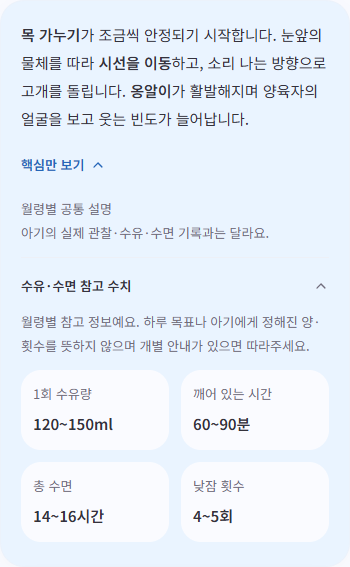 목 가누기가 조금씩 안정되기 시작합니다. 눈앞의
물체를 따라 시선을 이동하고, 소리 나는 방향으로
고개를 돌립니다. 옹알이가 활발해지며 양육자의
얼굴을 보고 웃는 빈도가 늘어납니다.
핵심만 보기
월령별 공통 설명
아기의 실제 관찰·수유·수면 기록과는 달라요.
수유·수면 참고 수치
월령별 참고 정보예요. 하루 목표나 아기에게 정해진 양·
횟수를 뜻하지 않으며 개별 안내가 있으면 따라주세요.
1회 수유량
120~150ml
깨어 있는 시간
60~90분
총 수면
14~16시간
낮잠 횟수
4~5회